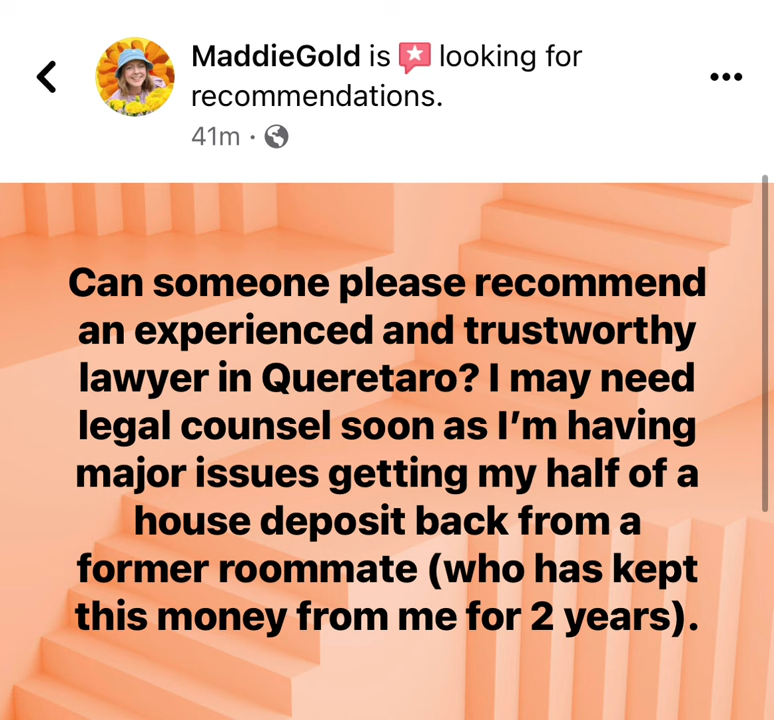 MaddieGold is looking for
recommendations.
41m ·
Can someone please recommend
an experienced and trustworthy
lawyer in Queretaro? I may need
legal counsel soon as I’m having
major issues getting my half of a
house deposit back from a
former roommate (who has kept
this money from me for 2 years).